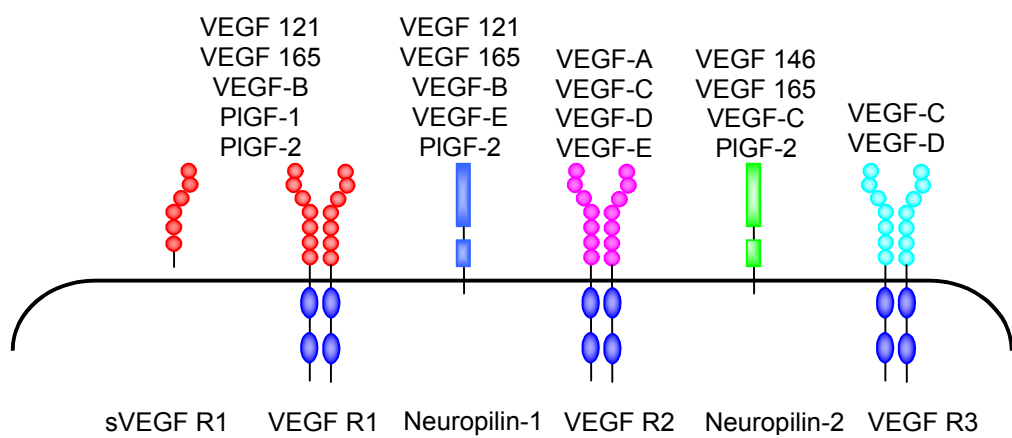 VEGF 121
VEGF 165
VEGF-B
PlGF-1
PlGF-2
VEGF 121
VEGF 165
VEGF-B
VEGF-E
PlGF-2
VEGF-A
VEGF-C
VEGF-D
VEGF-E
VEGF 146
VEGF 165
VEGF-C
PlGF-2
VEGF-C
VEGF-D
sVEGF R1
VEGF R1
Neuropilin-1
VEGF R2
Neuropilin-2
VEGF R3